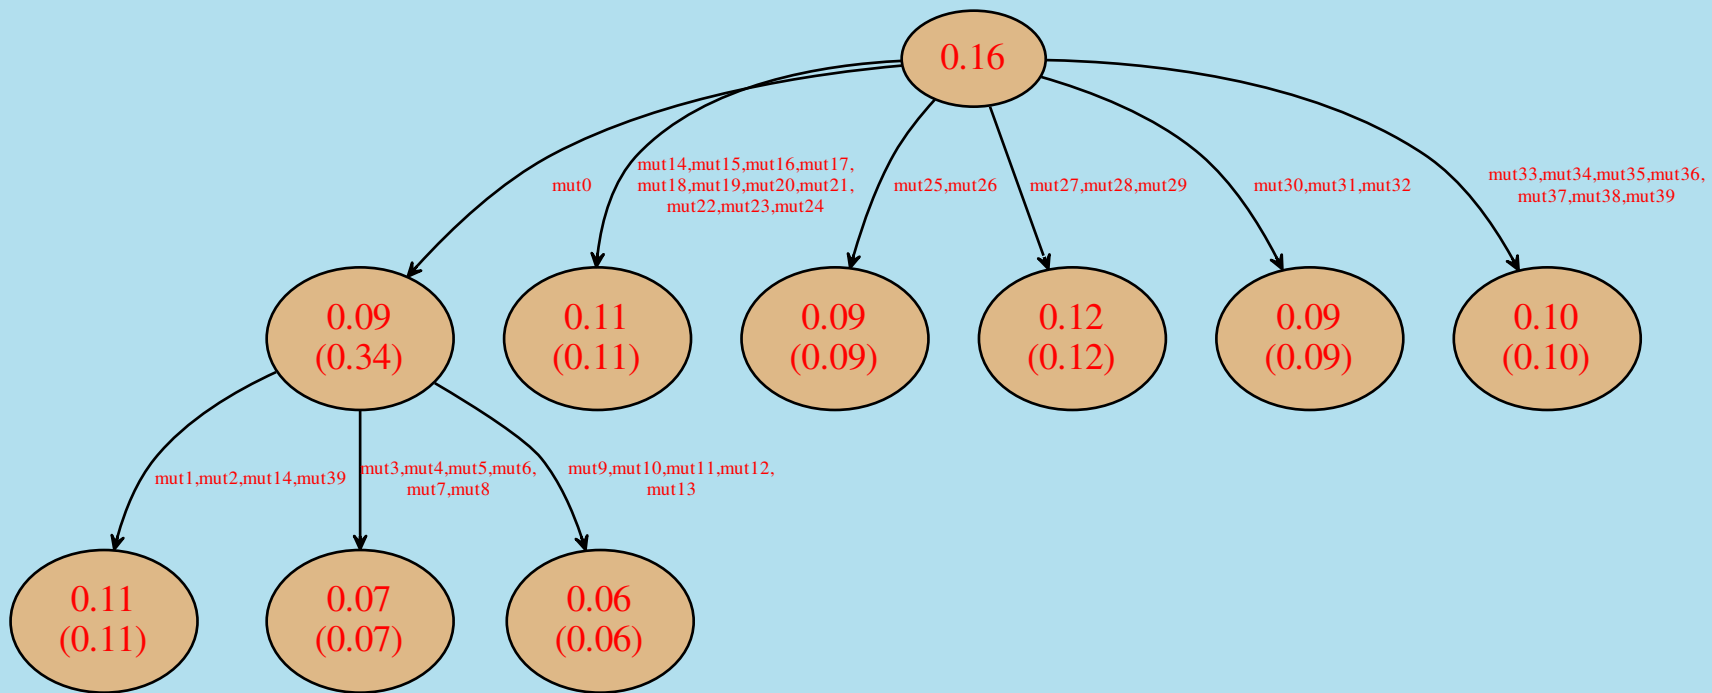 0.16
mut0
mut14,mut15,mut16,mut17,
mut18,mut19,mut20,mut21,
mut22,mut23,mut24
mut25,mut26
mut27,mut28,mut29
mut30,mut31,mut32
mut33,mut34,mut35,mut36,
mut37,mut38,mut39
0.09
(0.34)
0.11
(0.11)
0.09
(0.09)
0.12
(0.12)
0.09
(0.09)
0.10
(0.10)
mut1,mut2,mut14,mut39
mut3,mut4,mut5,mut6,
mut7,mut8
mut9,mut10,mut11,mut12,
mut13
0.11
(0.11)
0.07
(0.07)
0.06
(0.06)